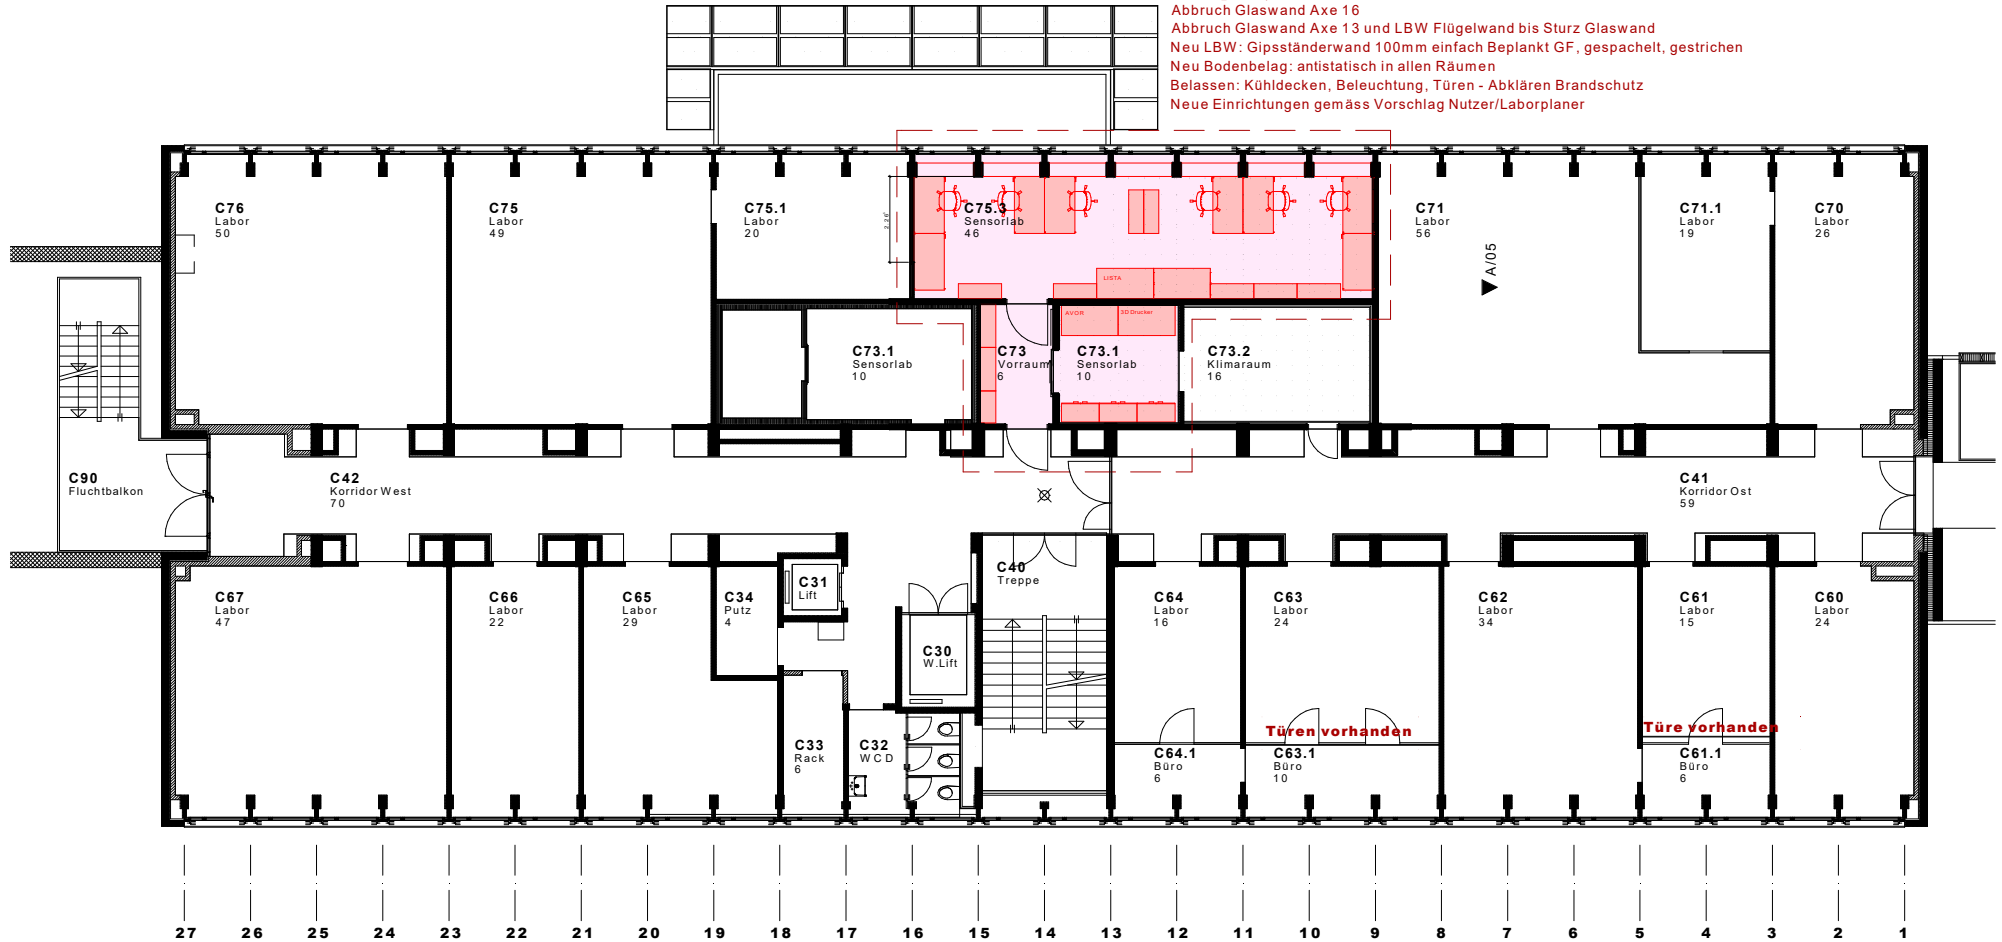 Abbruch Glaswand Axe 16
Abbruch Glaswand Axe 13 und LBW Flügelwand bis Sturz Glaswand
Neu LBW: Gipsständerwand 100mm einfach Beplankt GF, gespachelt, gestrichen
Neu Bodenbelag: antistatisch in allen Räumen
Belassen: Kühldecken, Beleuchtung, Türen - Abklären Brandschutz
Neue Einrichtungen gemäss Vorschlag Nutzer/Laborplaner
C76
Labor
50
C75
Labor
49
C75.1
Labor
20
C75.3
Sensorlab
46
C71
Labor
56
C71.1
Labor
19
C70
Labor
26
A/05
LISTA
AVOR
3D Drucker
C73.1
Sensorlab
10
C73
Vorraum
6
C73.1
Sensorlab
10
C73.2
Klimaraum
16
C90
Fluchtbalkon
C42
Korridor West
70
C41
Korridor Ost
59
C67
Labor
47
C66
Labor
22
C65
Labor
29
C34
Putz
4
C31
Lift
C30
W.Lift
C40
Treppe
C64
Labor
16
C63
Labor
24
C62
Labor
34
C61
Labor
15
C60
Labor
24
Türen vorhanden
Türe vorhanden
C33
Rack
6
C32
WCD
C64.1
Büro
6
C63.1
Büro
10
C61.1
Büro
6
27 26 25 24 23 22 21 20 19 18 17 16 15 14 13 12 11 10 9 8 7 6 5 4 3 2 1